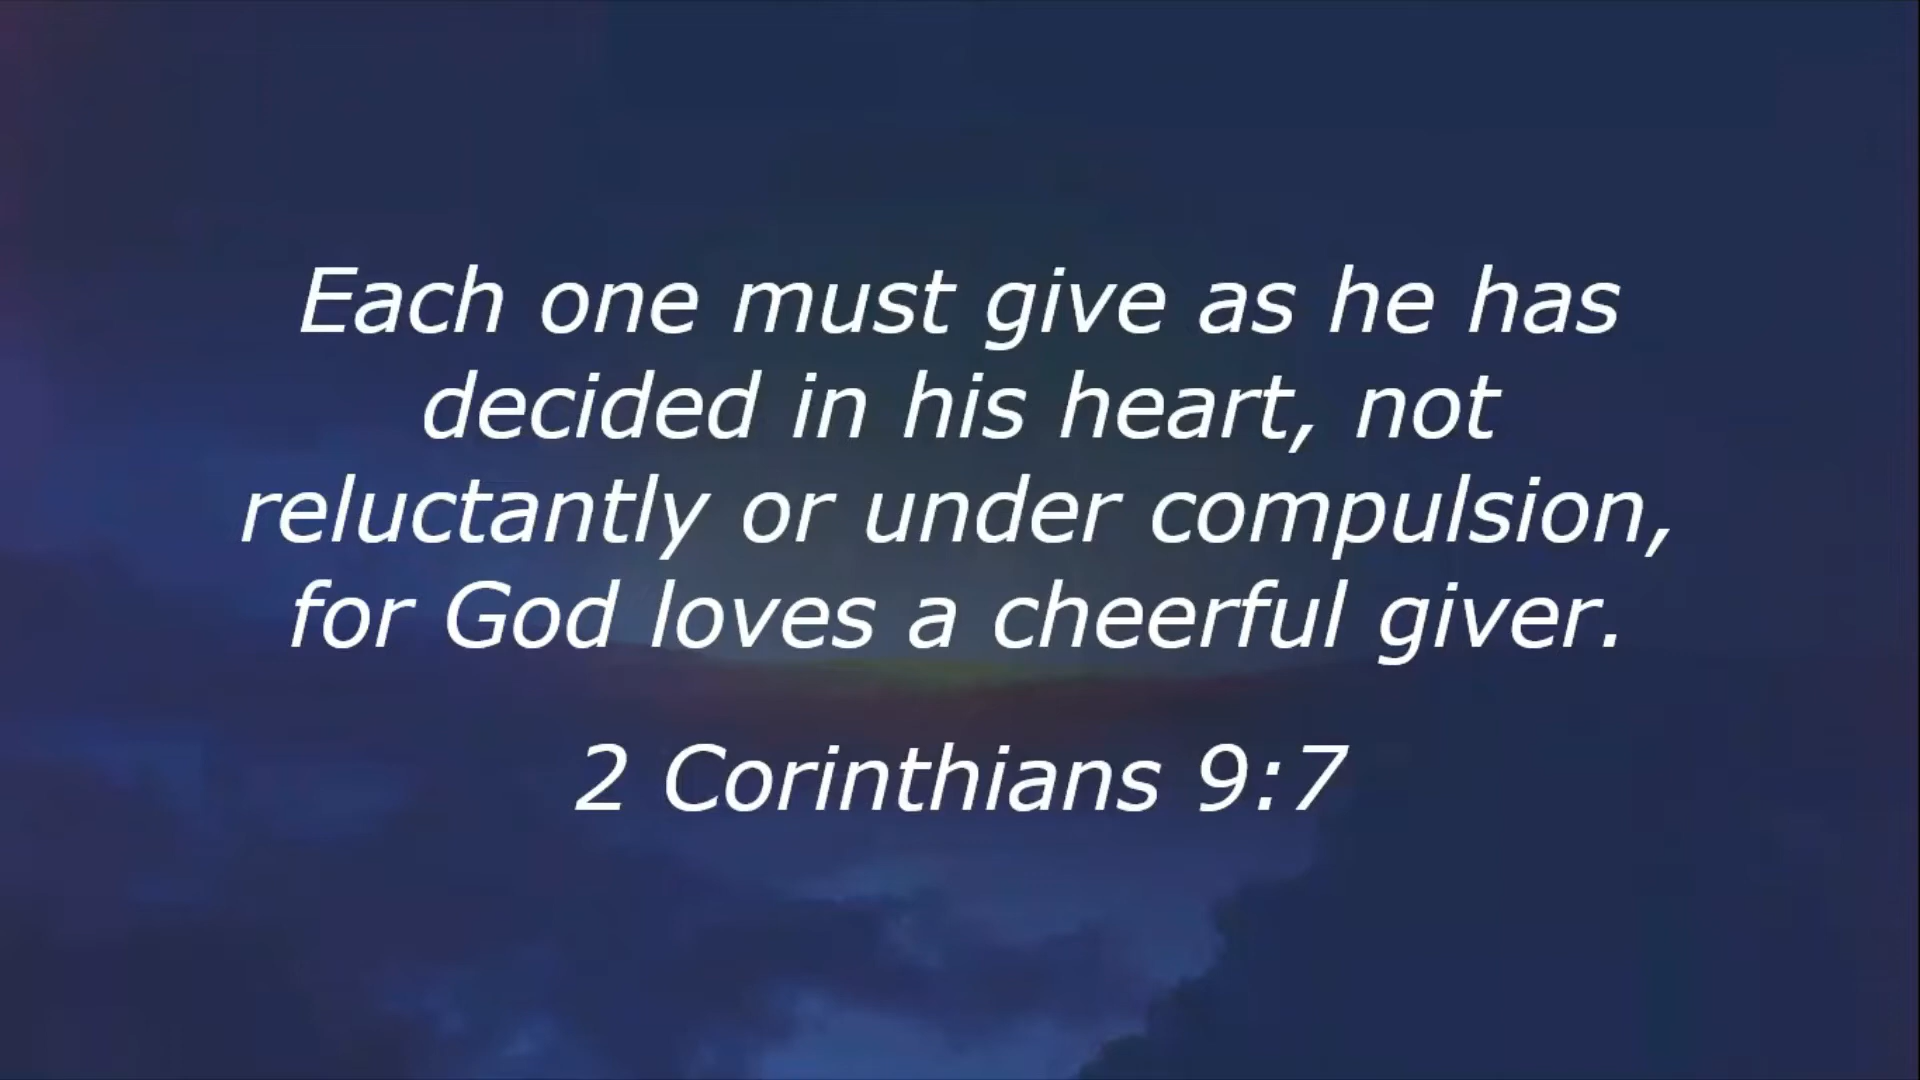 Each one must give as he has
decided in his heart, not
reluctantly or under compulsion,
for God loves a cheerful giver.
2 Corinthians 9:7